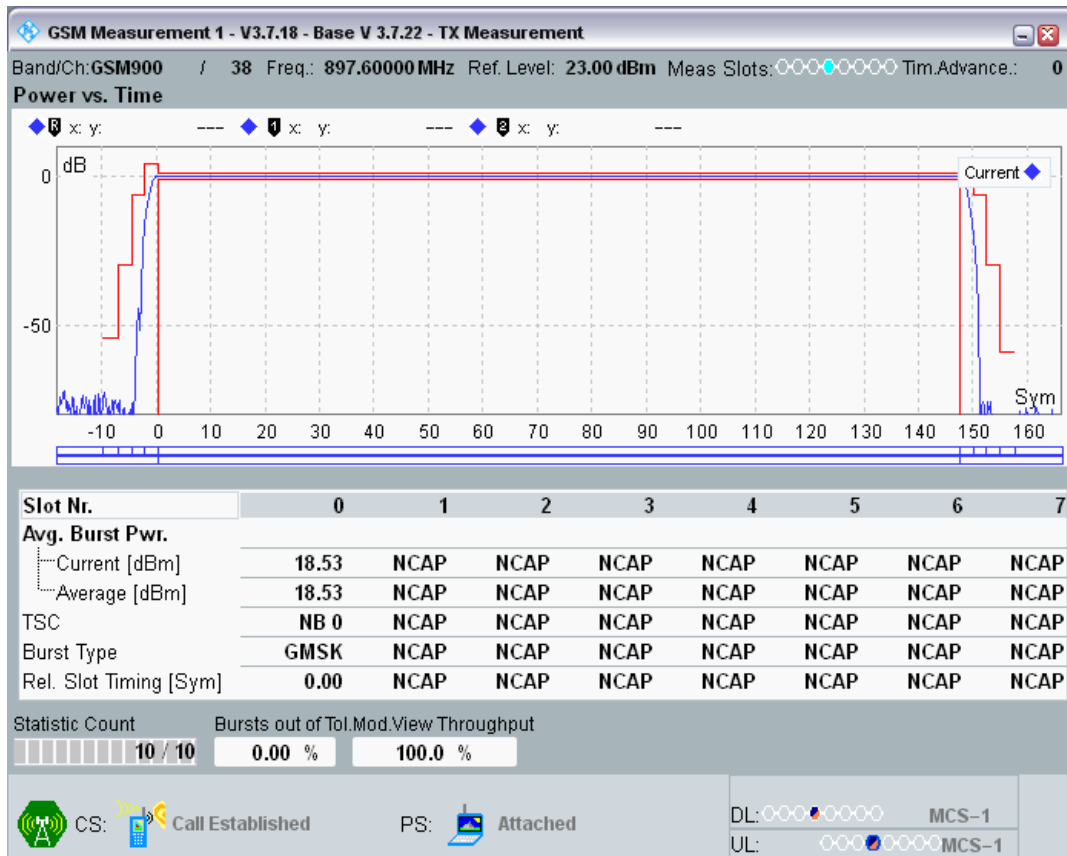 GSM Measurement 1 - V3.7.18 - Base V 3.7.22 - TX Measurement
Band/Ch:GSM900 / 38 Freq.: 897.60000 MHz Ref. Level: 23.00 dBm Meas Slots: Tim.Advance.: 0
Power vs. Time
R x: y: --- 1 x: y: --- 2 x: y: ---
dB
0
Current
-50
Sym
-10 0 10 20 30 40 50 60 70 80 90 100 110 120 130 140 150 160
Slot Nr. 0 1 2 3 4 5 6 7
Avg. Burst Pwr.
Current [dBm] 18.53 NCAP NCAP NCAP NCAP NCAP NCAP NCAP
Average [dBm] 18.53 NCAP NCAP NCAP NCAP NCAP NCAP NCAP
TSC NB 0 NCAP NCAP NCAP NCAP NCAP NCAP NCAP
Burst Type GMSK NCAP NCAP NCAP NCAP NCAP NCAP NCAP
Rel. Slot Timing [Sym] 0.00 NCAP NCAP NCAP NCAP NCAP NCAP NCAP
Statistic Count Bursts out of Tol.Mod.View Throughput
10 / 10 0.00 % 100.0 %
CS: Call Established PS: Attached DL: MCS-1
UL: MCS-1